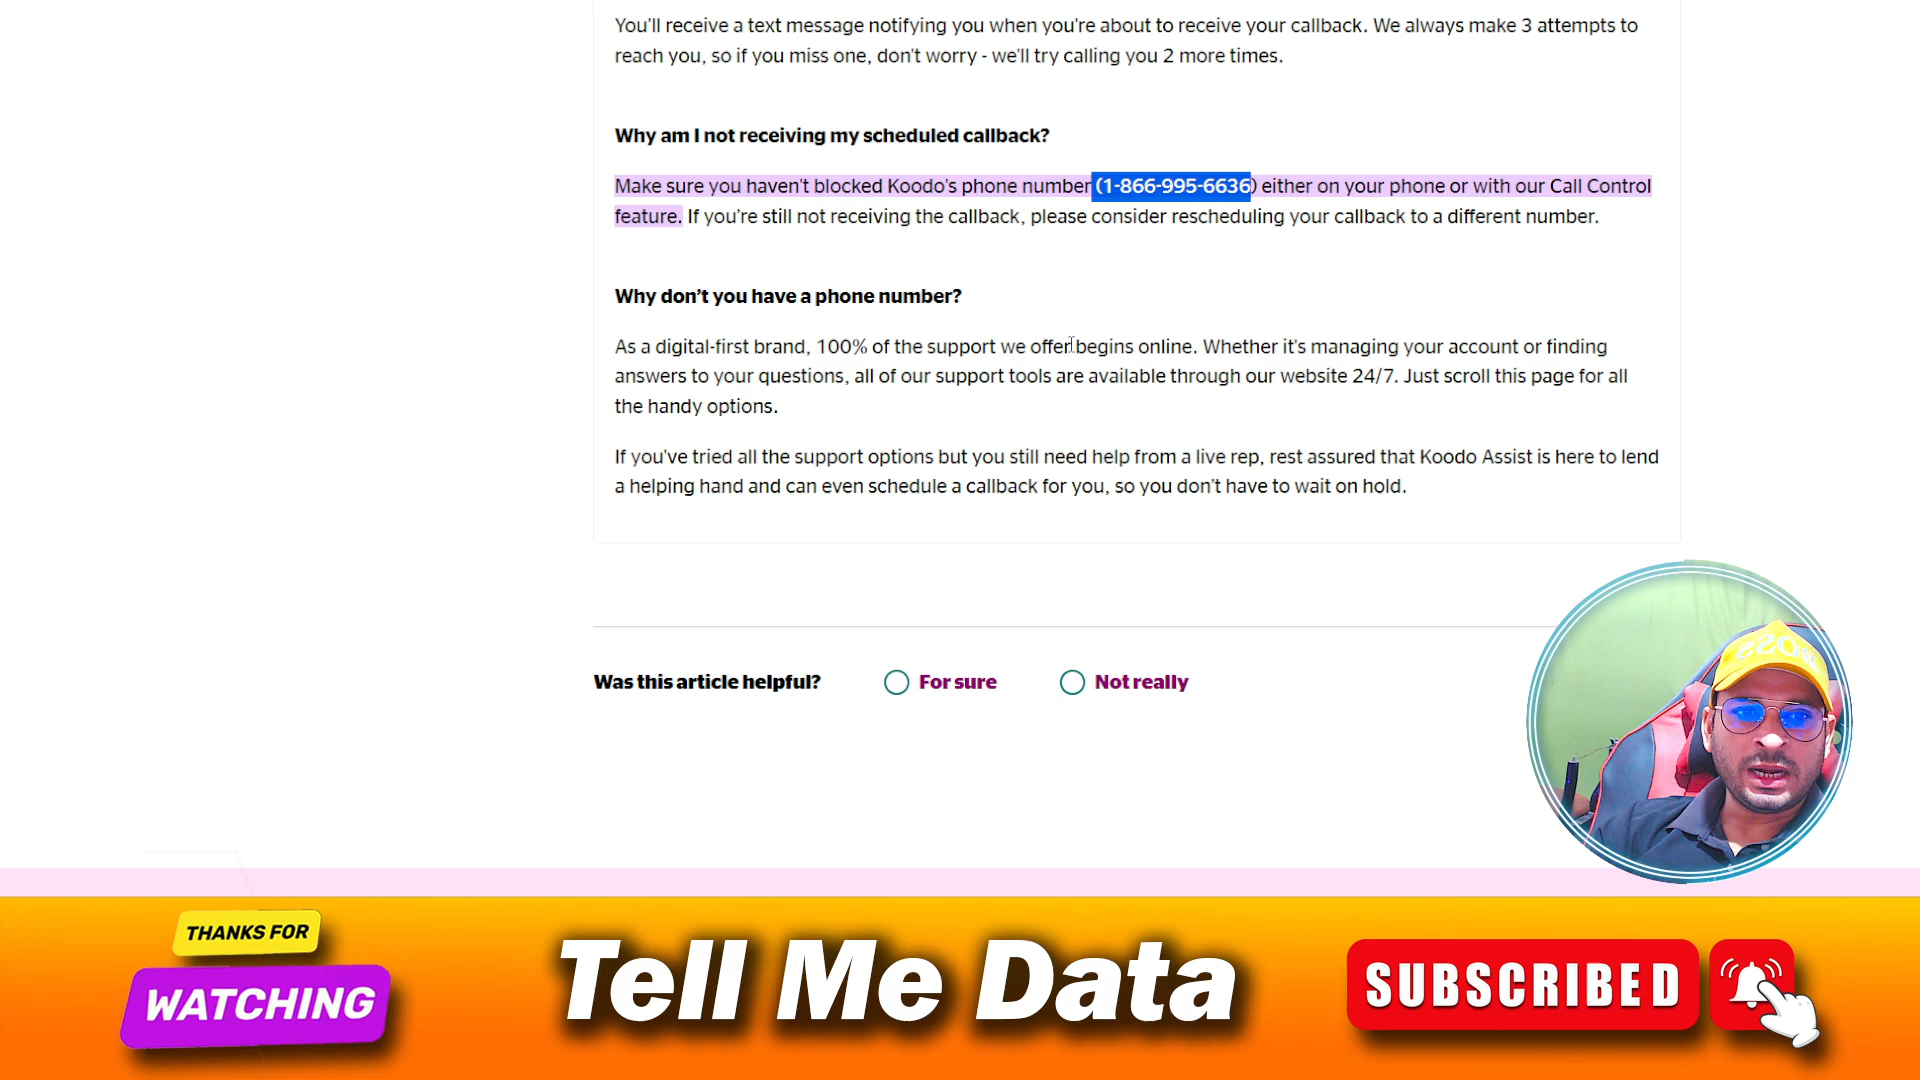 You'll receive a text message notifying you when you're about to receive your callback. We always make 3 attempts to
reach you, so if you miss one, don't worry - we'll try calling you 2 more times.
Why am I not receiving my scheduled callback?
Make sure you haven't blocked Koodo's phone number (1-866-995-6636) either on your phone or with our Call Control
feature. If you're still not receiving the callback, please consider rescheduling your callback to a different number.
Why don’t you have a phone number?
As a digital-first brand, 100% of the support we offer begins online. Whether it's managing your account or finding
answers to your questions, all of our support tools are available through our website 24/7. Just scroll this page for all
the handy options.
If you've tried all the support options but you still need help from a live rep, rest assured that Koodo Assist is here to lend
a helping hand and can even schedule a callback for you, so you don’t have to wait on hold.
Was this article helpful? For sure Not really
THANKS FOR
WATCHING
Tell Me Data
SUBSCRIBED